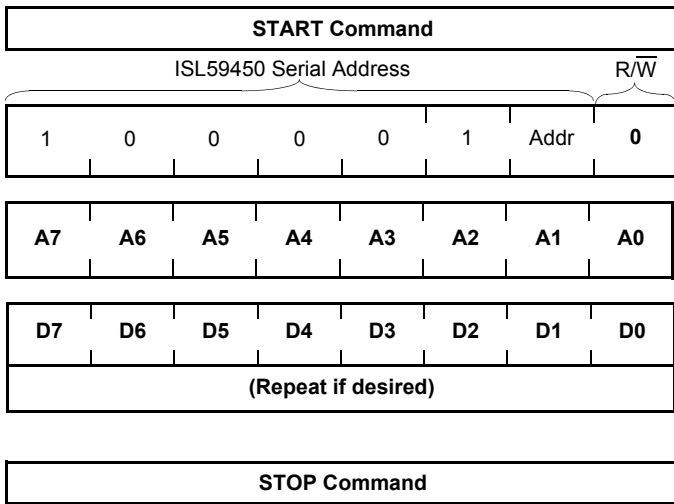 START Command
ISL59450 Serial Address R/W̅
1 0 0 0 0 1 Addr 0
A7 A6 A5 A4 A3 A2 A1 A0
D7 D6 D5 D4 D3 D2 D1 D0
(Repeat if desired)
STOP Command